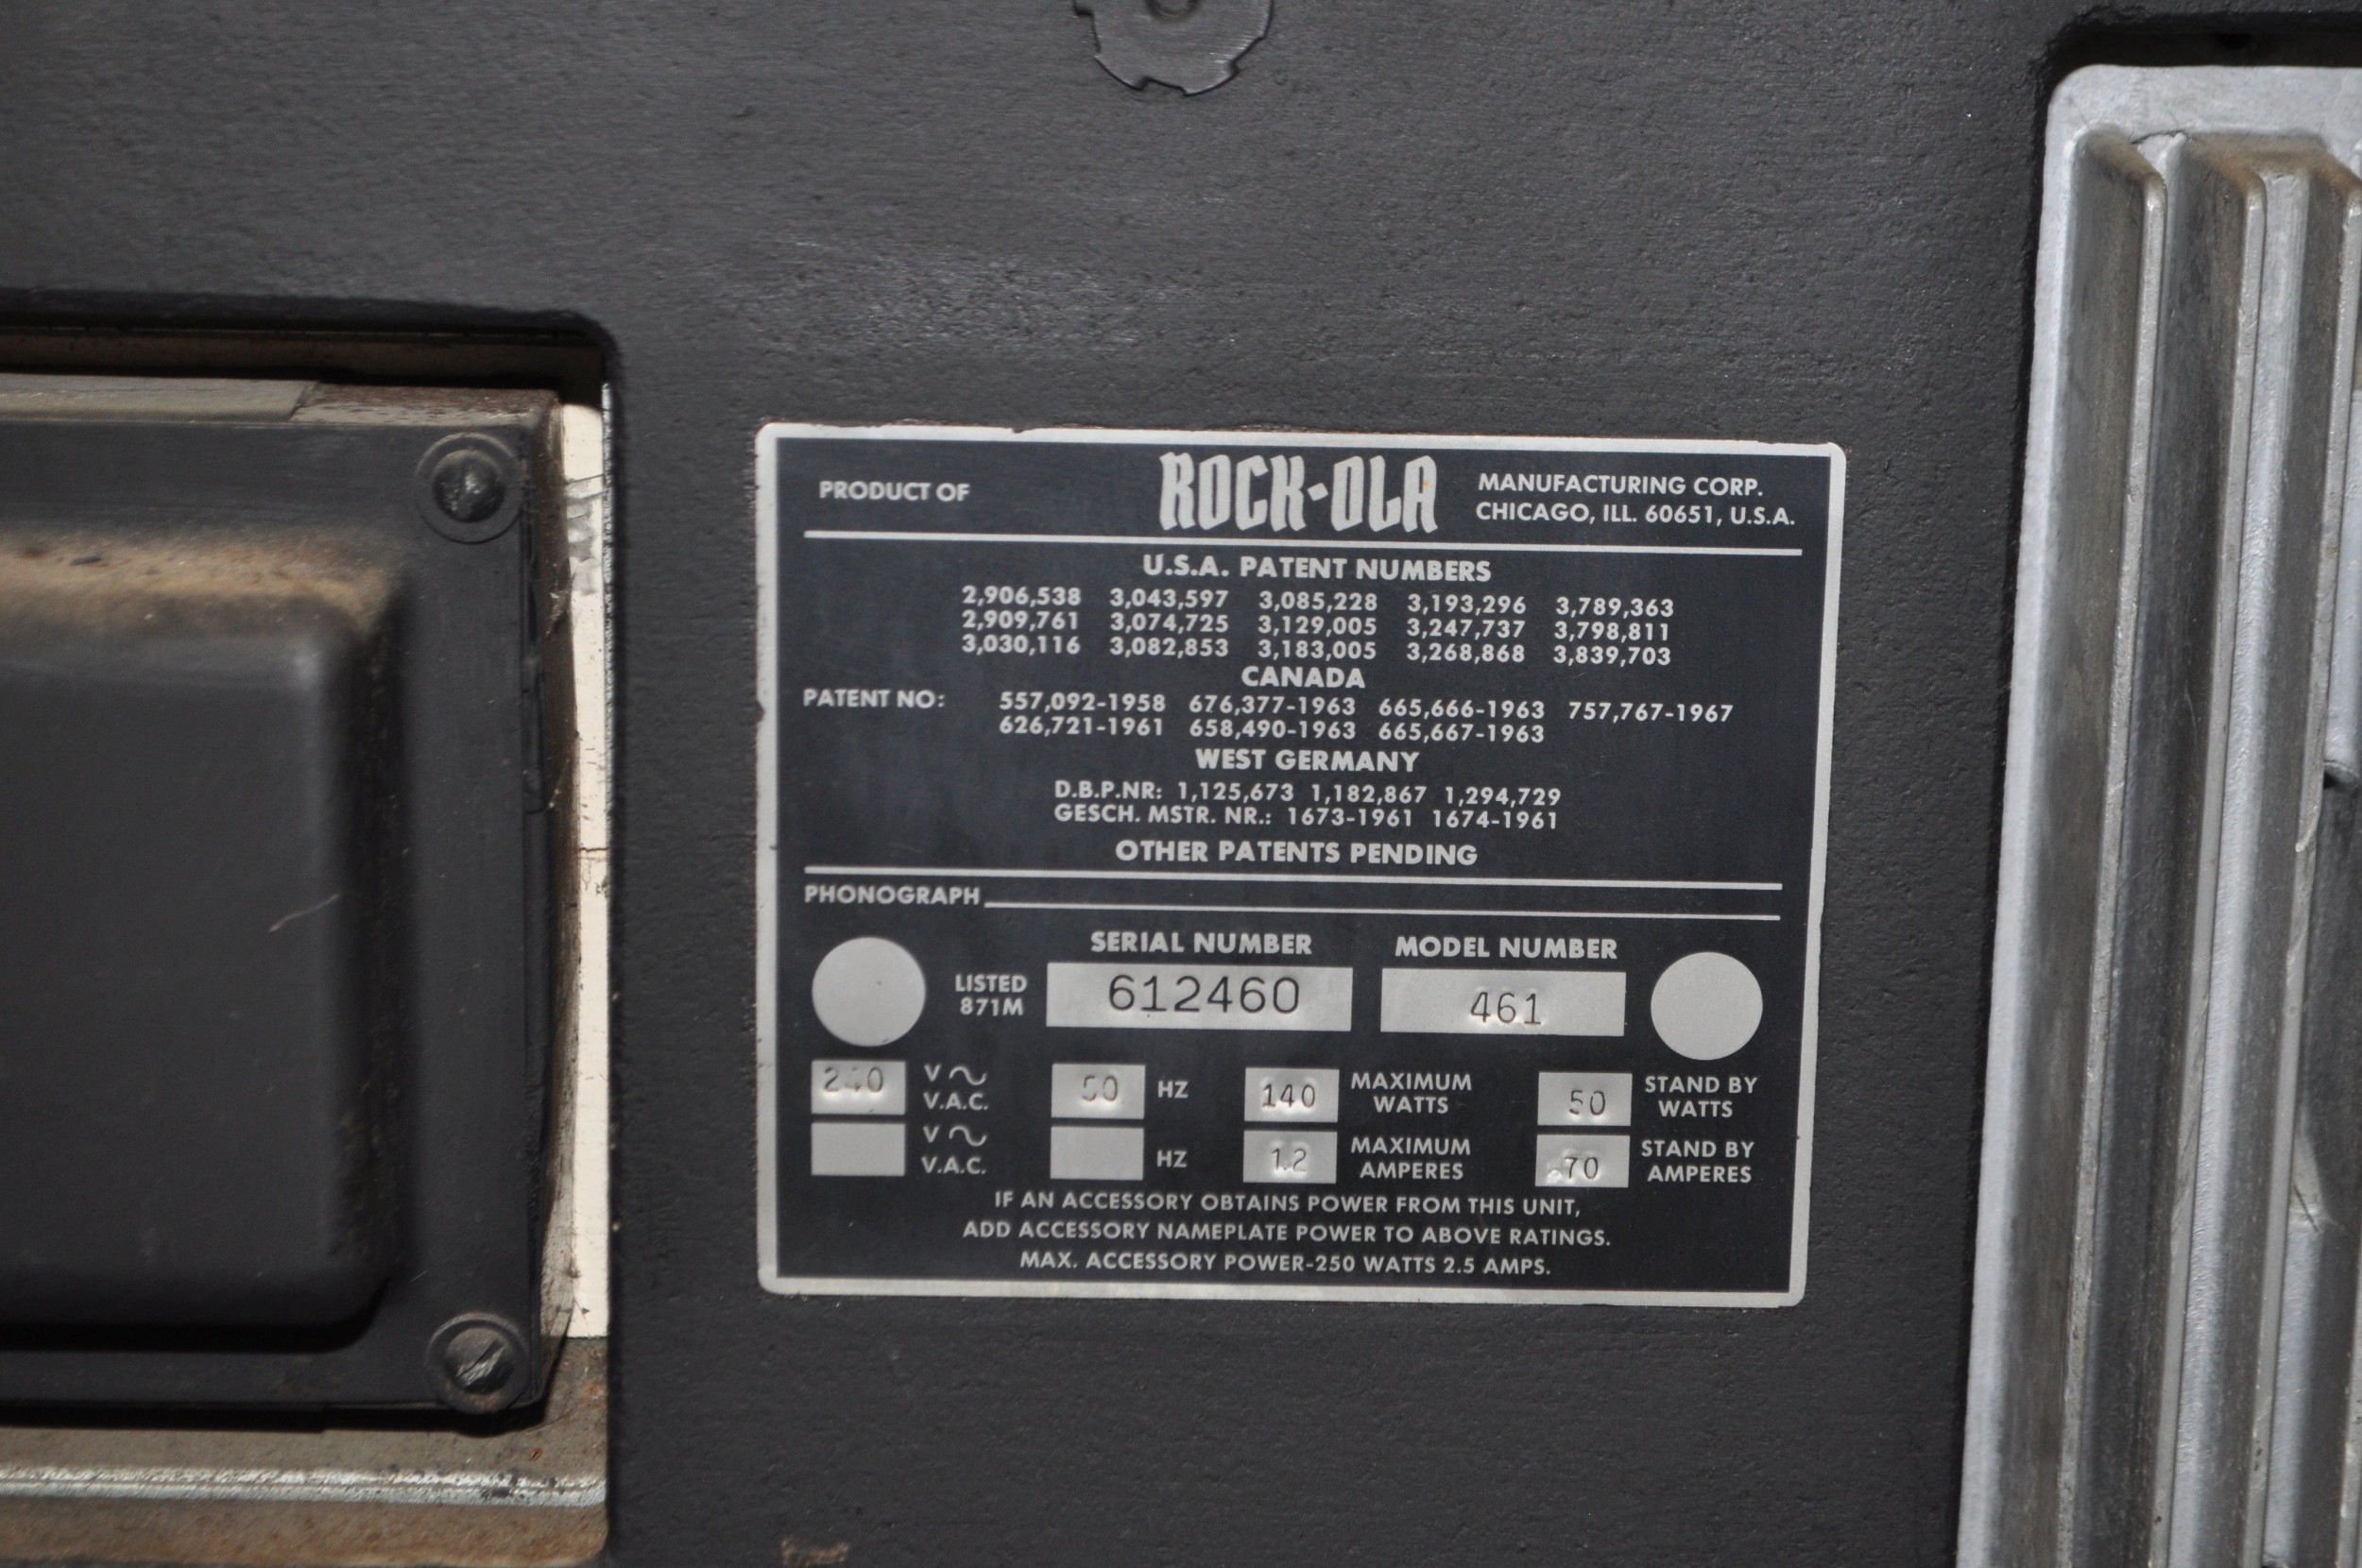 PRODUCT OF ROCK-OLA MANUFACTURING CORP.
CHICAGO, ILL. 60651, U.S.A.
U.S.A. PATENT NUMBERS
2,906,538 3,043,597 3,085,228 3,193,296 3,789,363
2,909,761 3,074,725 3,129,005 3,247,737 3,798,811
3,030,116 3,082,853 3,183,005 3,268,868 3,839,703
CANADA
PATENT NO: 557,092-1958 676,377-1963 665,666-1963 757,767-1967
626,721-1961 658,490-1963 665,667-1963
WEST GERMANY
D.B.P.NR: 1,125,673 1,182,867 1,294,729
GESCH. MSTR. NR.: 1673-1961 1674-1961
OTHER PATENTS PENDING
PHONOGRAPH
SERIAL NUMBER MODEL NUMBER
LISTED
871M
612460 461
V
V.A.C.
HZ
140 MAXIMUM
WATTS
50 STAND BY
WATTS
V
V.A.C.
HZ
1.2 MAXIMUM
AMPERES
.70 STAND BY
AMPERES
IF AN ACCESSORY OBTAINS POWER FROM THIS UNIT,
ADD ACCESSORY NAMEPLATE POWER TO ABOVE RATINGS.
MAX. ACCESSORY POWER-250 WATTS 2.5 AMPS.